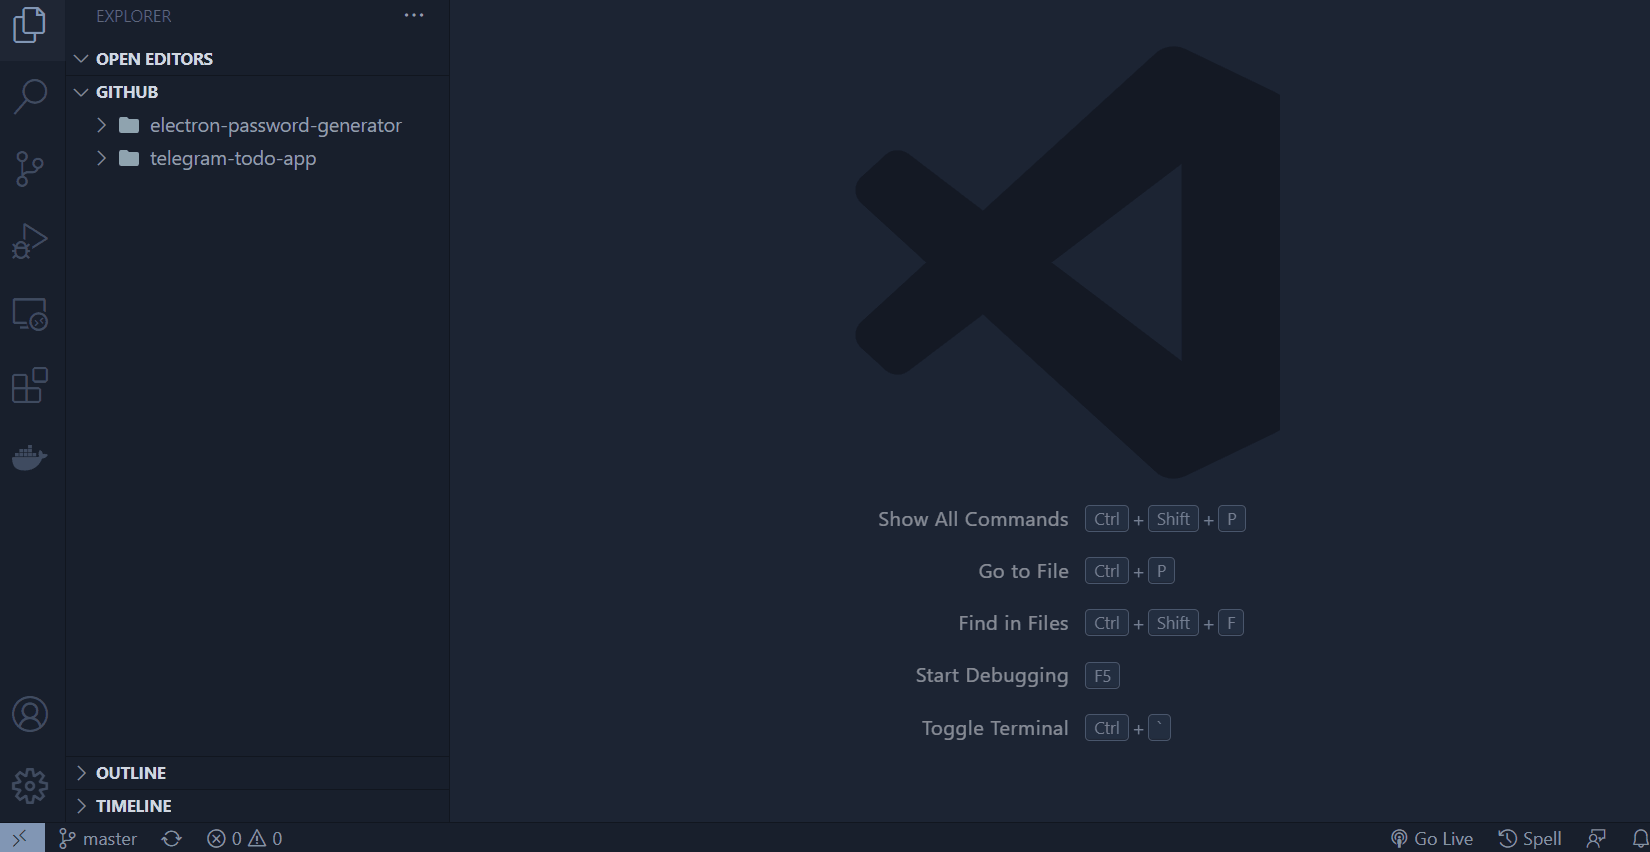 EXPLORER
OPEN EDITORS
GITHUB
electron-password-generator
telegram-todo-app
Show All Commands Ctrl + Shift + P
Go to File Ctrl + P
Find in Files Ctrl + Shift + F
Start Debugging F5
Toggle Terminal Ctrl + `
OUTLINE
TIMELINE
master 0 0 Go Live Spell